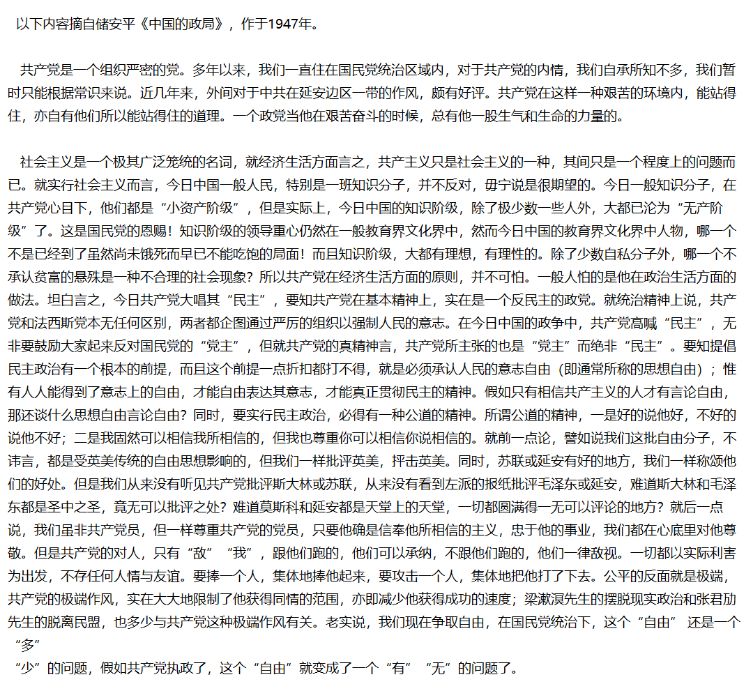 以下内容摘自储安平《中国的政局》，作于1947年。
共产党是一个组织严密的党。多年以来，我们一直住在国民党统治区域内，对于共产党的内情，我们自承所知不多，我们暂
时只能根据常识来说。近几年来，外间对于中共在延安边区一带的作风，颇有好评。共产党在这样一种艰苦的环境内，能站得
住，亦自有他们所以能站得住的道理。一个政党当他在艰苦奋斗的时候，总有他一股生气和生命的力量的。
社会主义是一个极其广泛笼统的名词，就经济生活方面言之，共产主义只是社会主义的一种，其间只是一个程度上的问题而
已。就实行社会主义而言，今日中国一般人民，特别是一班知识分子，并不反对，毋宁说是很期望的。今日一般知识分子，在
共产党心目下，他们都是“小资产阶级”，但是实际上，今日中国的知识阶级，除了极少数一些人外，大都已沦为“无产阶
级”了。这是国民党的恩赐！知识阶级的领导重心仍然在一般教育界文化界中，然而今日中国的教育界文化界中人物，哪一个
不是已经到了虽然尚未饿死而早已不能吃饱的局面！而且知识阶级，大都有理想，有理性的。除了少数自私分子外，哪一个不
承认贫富的悬殊是一种不合理的社会现象？所以共产党在经济生活方面的原则，并不可怕。一般人怕的是他在政治生活方面的
做法。坦白言之，今日共产党大唱其“民主”，要知共产党在基本精神上，实在是一个反民主的政党。就统治精神上说，共产
党和法西斯党本无任何区别，两者都企图通过严厉的组织以强制人民的意志。在今日中国的政争中，共产党高喊“民主”，无
非要鼓励大家起来反对国民党的“党主”，但就共产党的真精神言，共产党所主张的也是“党主”而绝非“民主”。要知提倡
民主政治有一个根本的前提，而且这个前提一点折扣都打不得，就是必须承认人民的意志自由（即通常所称的思想自由）；惟
有人人能得到了意志上的自由，才能自由表达其意志，才能真正贯彻民主的精神。假如只有相信共产主义的人才有言论自由，
那还谈什么思想自由言论自由？同时，要实行民主政治，必得有一种公道的精神。所谓公道的精神，一是好的说他好，不好的
说他不好；二是我固然可以相信我所相信的，但我也尊重你可以相信你说相信的。就前一点论，譬如说我们这批自由分子，不
讳言，都是受英美传统的自由思想影响的，但我们一样批评英美，抨击英美。同时，苏联或延安有好的地方，我们一样称颂他
们的好处。但是我们从来没有听见共产党批评斯大林或苏联，从来没有看到左派的报纸批评毛泽东或延安，难道斯大林和毛泽
东都是圣中之圣，竟无可以批评之处？难道莫斯科和延安都是天堂上的天堂，一切都圆满得一无可以评论的地方？就后一点
说，我们虽非共产党员，但一样尊重共产党的党员，只要他确是信奉他所相信的主义，忠于他的事业，我们都在心底里对他尊
敬。但是共产党的对人，只有“敌”“我”，跟他们跑的，他们可以承纳，不跟他们跑的，他们一律敌视。一切都以实际利害
为出发，不存任何人情与友谊。要捧一个人，集体地捧他起来，要攻击一个人，集体地把他打了下去。公平的反面就是极端，
共产党的极端作风，实在大大地限制了他获得同情的范围，亦即减少他获得成功的速度；梁漱溟先生的摆脱现实政治和张君劢
先生的脱离民盟，也多少与共产党这种极端作风有关。老实说，我们现在争取自由，在国民党统治下，这个“自由” 还是一个
“多”
“少”的问题，假如共产党执政了，这个“自由”就变成了一个“有”“无”的问题了。